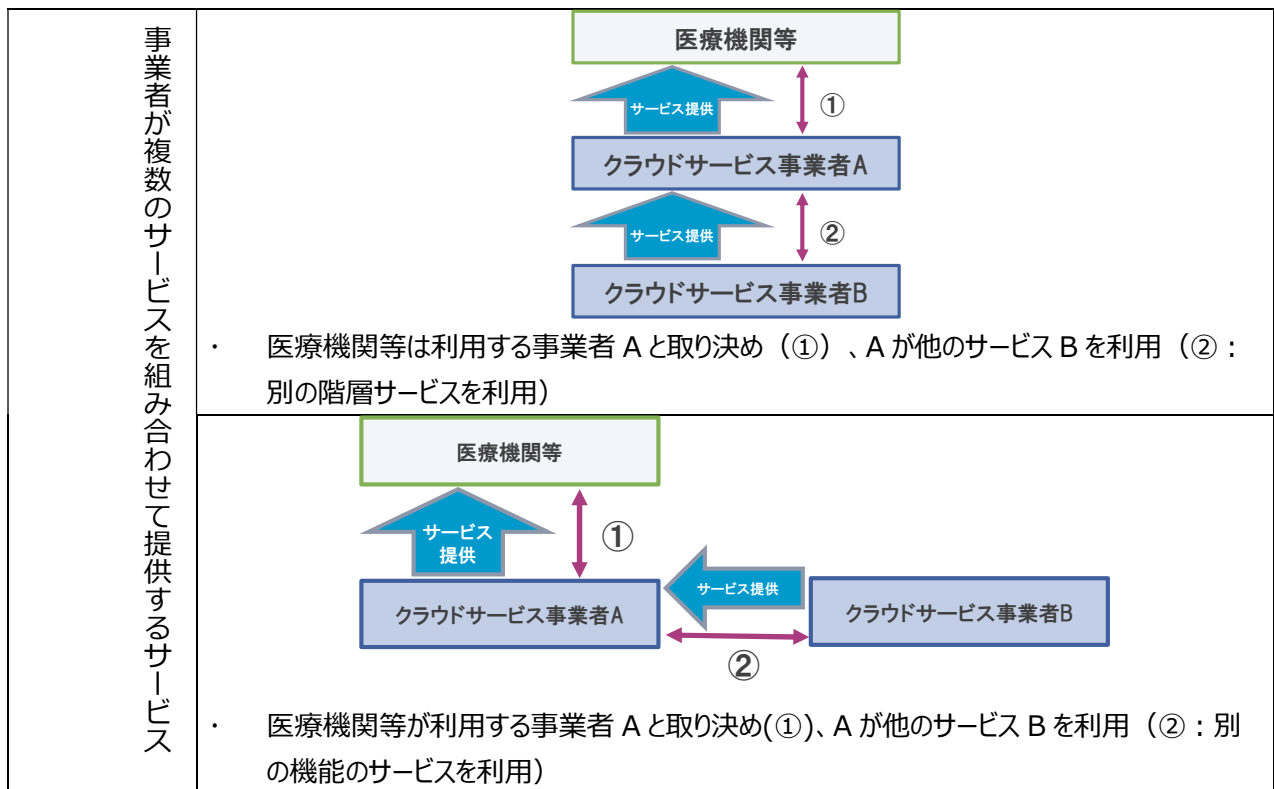 事業者が複数のサービスを組み合わせて提供するサービス
医療機関等
サービス提供
①
クラウドサービス事業者A
サービス提供
②
クラウドサービス事業者B
・ 医療機関等は利用する事業者 A と取り決め（①）、A が他のサービス B を利用（②：
別の階層サービスを利用）
医療機関等
サービス
提供
①
クラウドサービス事業者A
サービス提供
クラウドサービス事業者B
②
・ 医療機関等が利用する事業者 A と取り決め(①)、A が他のサービス B を利用（②：別
の機能のサービスを利用）